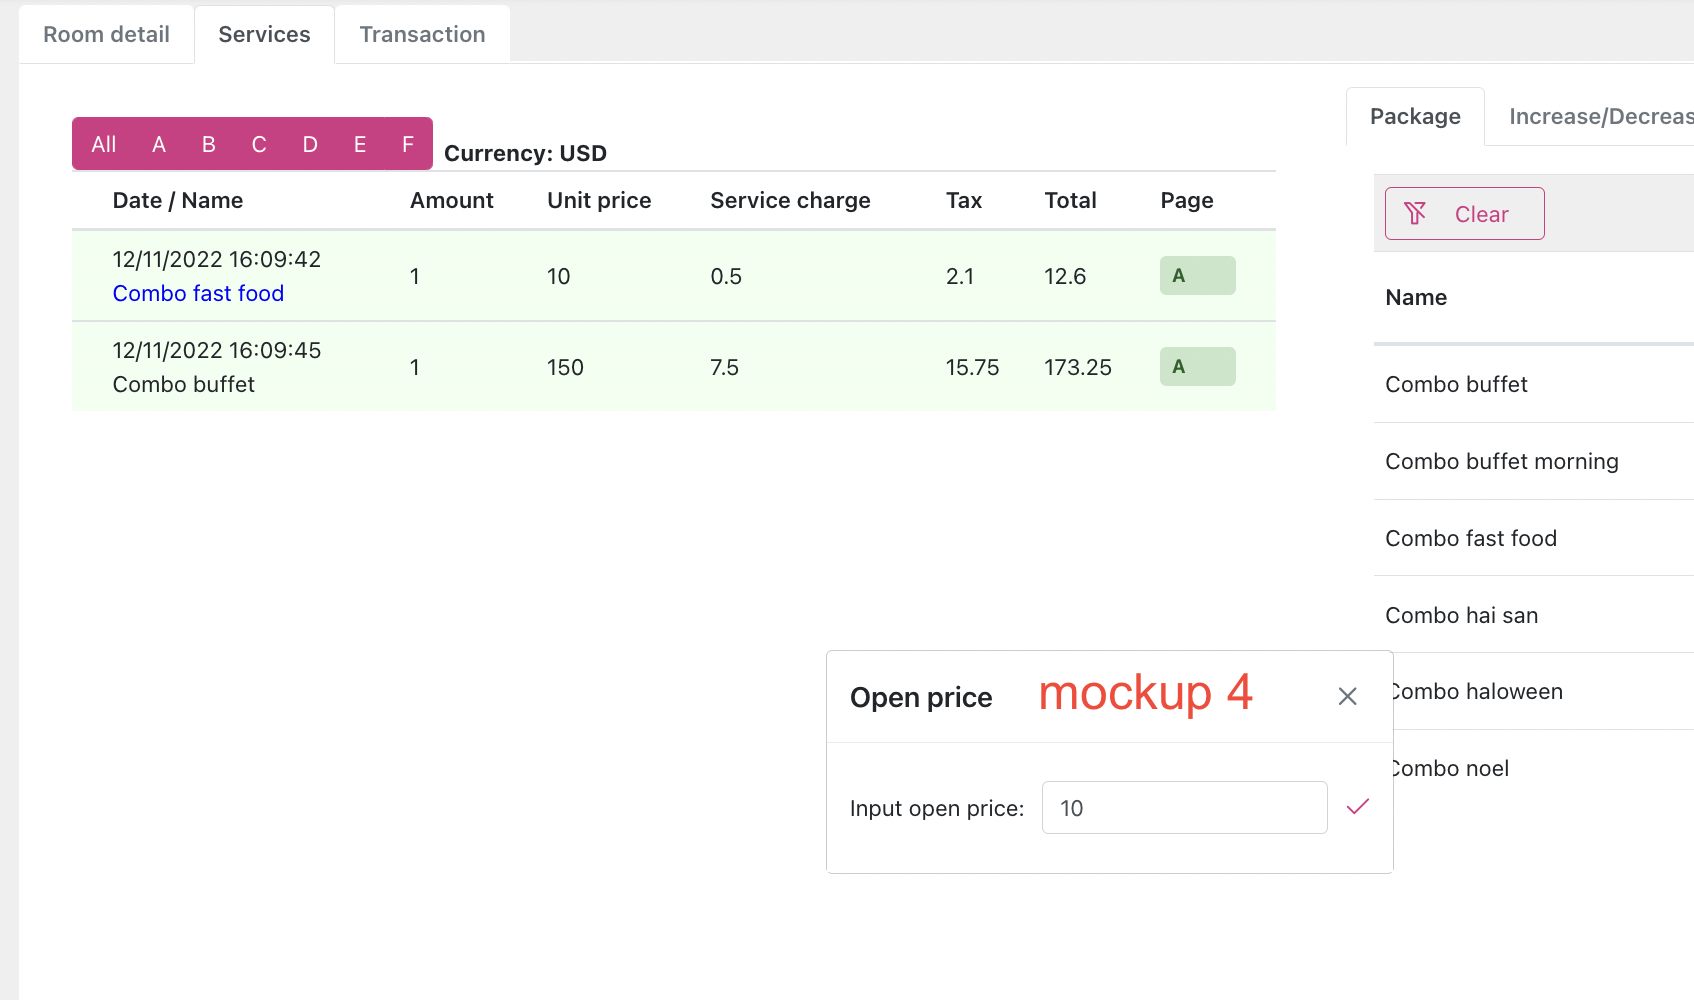 Room detail Services Transaction
Package Increase/Decreas
All A B C D E F Currency: USD
Clear
Date / Name Amount Unit price Service charge Tax Total Page
12/11/2022 16:09:42
Combo fast food 1 10 0.5 2.1 12.6 A
12/11/2022 16:09:45
Combo buffet 1 150 7.5 15.75 173.25 A
Name
Combo buffet
Combo buffet morning
Combo fast food
Combo hai san
Combo haloween
Combo noel
Open price mockup 4
Input open price: 10